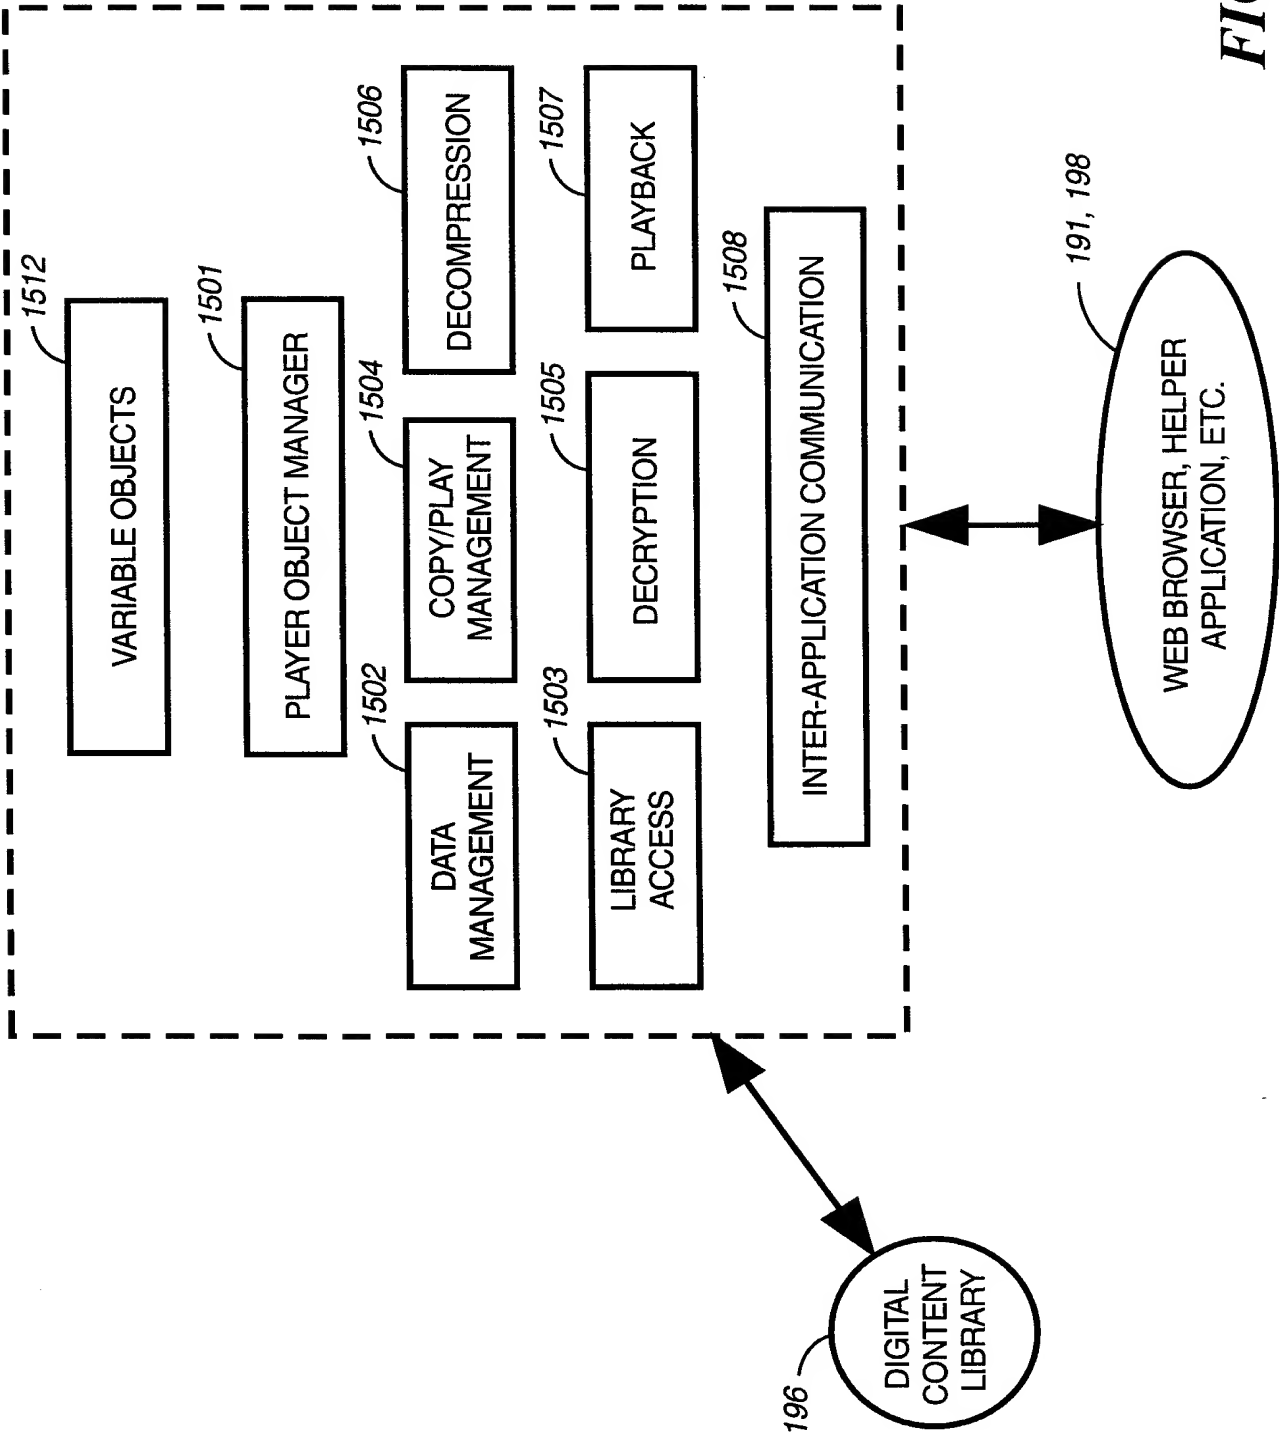 1512
VARIABLE OBJECTS
1501
PLAYER OBJECT MANAGER
1502
DATA
MANAGEMENT
1504
COPY/PLAY
MANAGEMENT
1506
DECOMPRESSION
1503
LIBRARY
ACCESS
1505
DECRYPTION
1507
PLAYBACK
1508
INTER-APPLICATION COMMUNICATION
196
DIGITAL
CONTENT
LIBRARY
191, 198
WEB BROWSER, HELPER
APPLICATION, ETC.